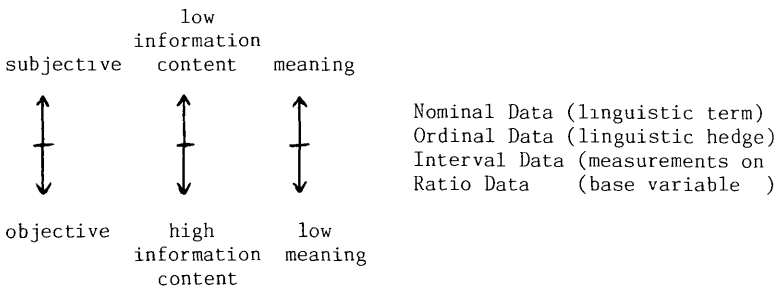 low
information
subjective content meaning
Nominal Data (linguistic term)
Ordinal Data (linguistic hedge)
Interval Data (measurements on
Ratio Data (base variable )
objective high low
information meaning
content